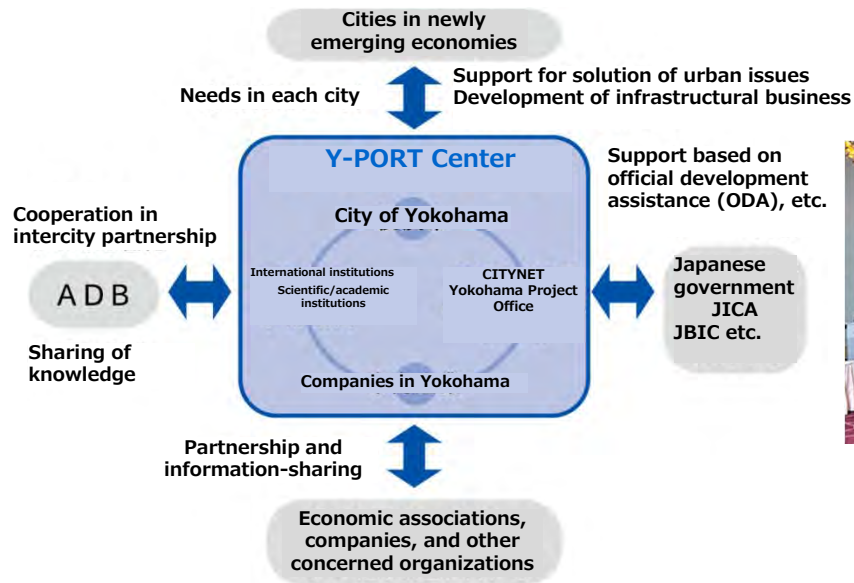 Cities in newly
emerging economies
Needs in each city
Support for solution of urban issues
Development of infrastructural business
Y-PORT Center
Support based on
official development
assistance (ODA), etc.
City of Yokohama
Cooperation in
intercity partnership
International institutions
Scientific/academic
institutions
CITYNET
Yokohama Project
Office
Japanese
government
JICA
JBIC etc.
ADB
Sharing of
knowledge
Companies in Yokohama
Partnership and
information-sharing
Economic associations,
companies, and other
concerned organizations